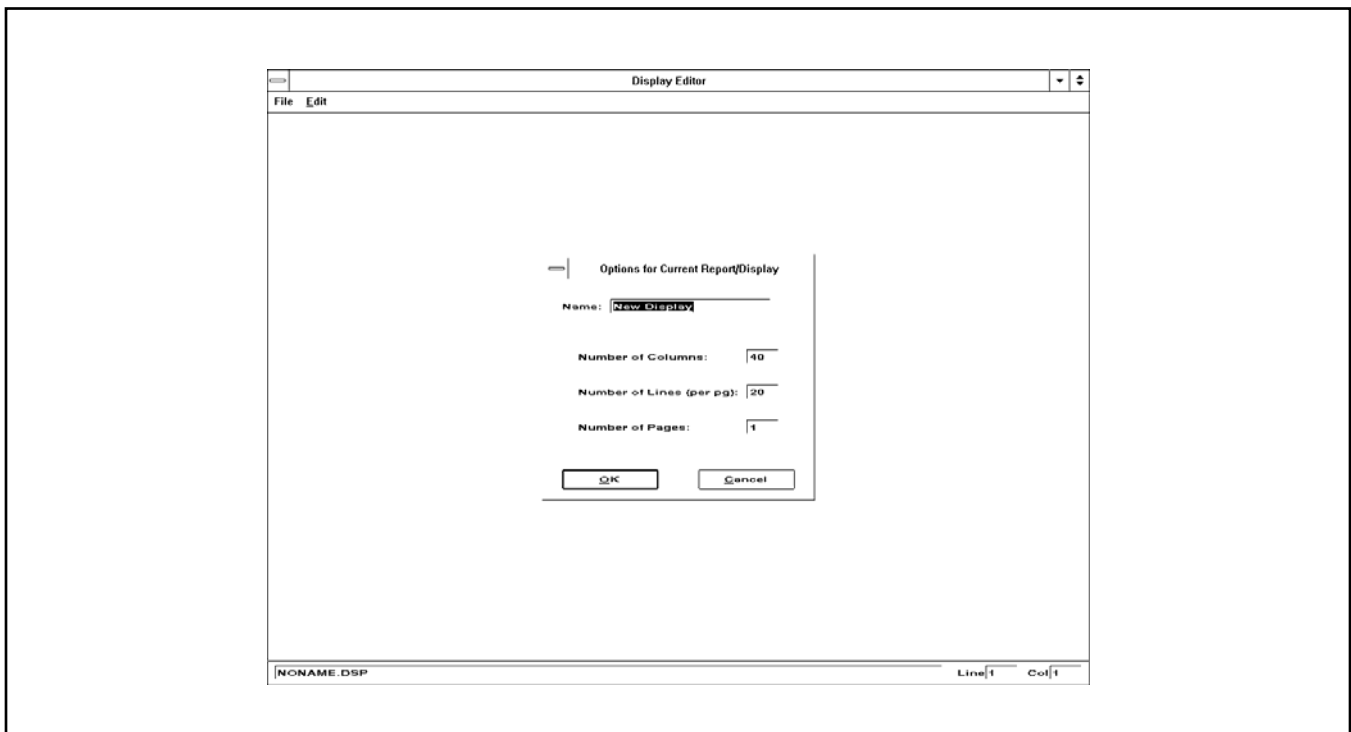 Display Editor
File Edit
Options for Current Report/Display
Name: New Display
Number of Columns: 40
Number of Lines (per pg): 20
Number of Pages: 1
OK Cancel
NONAME.DSP Line 1 Col 1